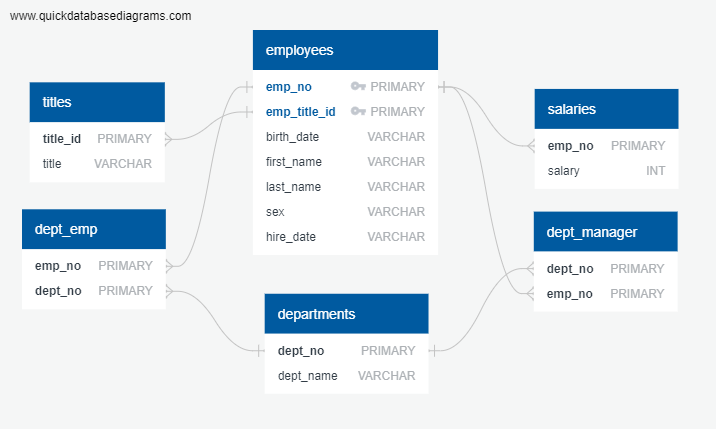 www.quickdatabasediagrams.com
employees
emp_no PRIMARY
emp_title_id PRIMARY
birth_date VARCHAR
first_name VARCHAR
last_name VARCHAR
sex VARCHAR
hire_date VARCHAR
titles
title_id PRIMARY
title VARCHAR
salaries
emp_no PRIMARY
salary INT
dept_emp
emp_no PRIMARY
dept_no PRIMARY
dept_manager
dept_no PRIMARY
emp_no PRIMARY
departments
dept_no PRIMARY
dept_name VARCHAR